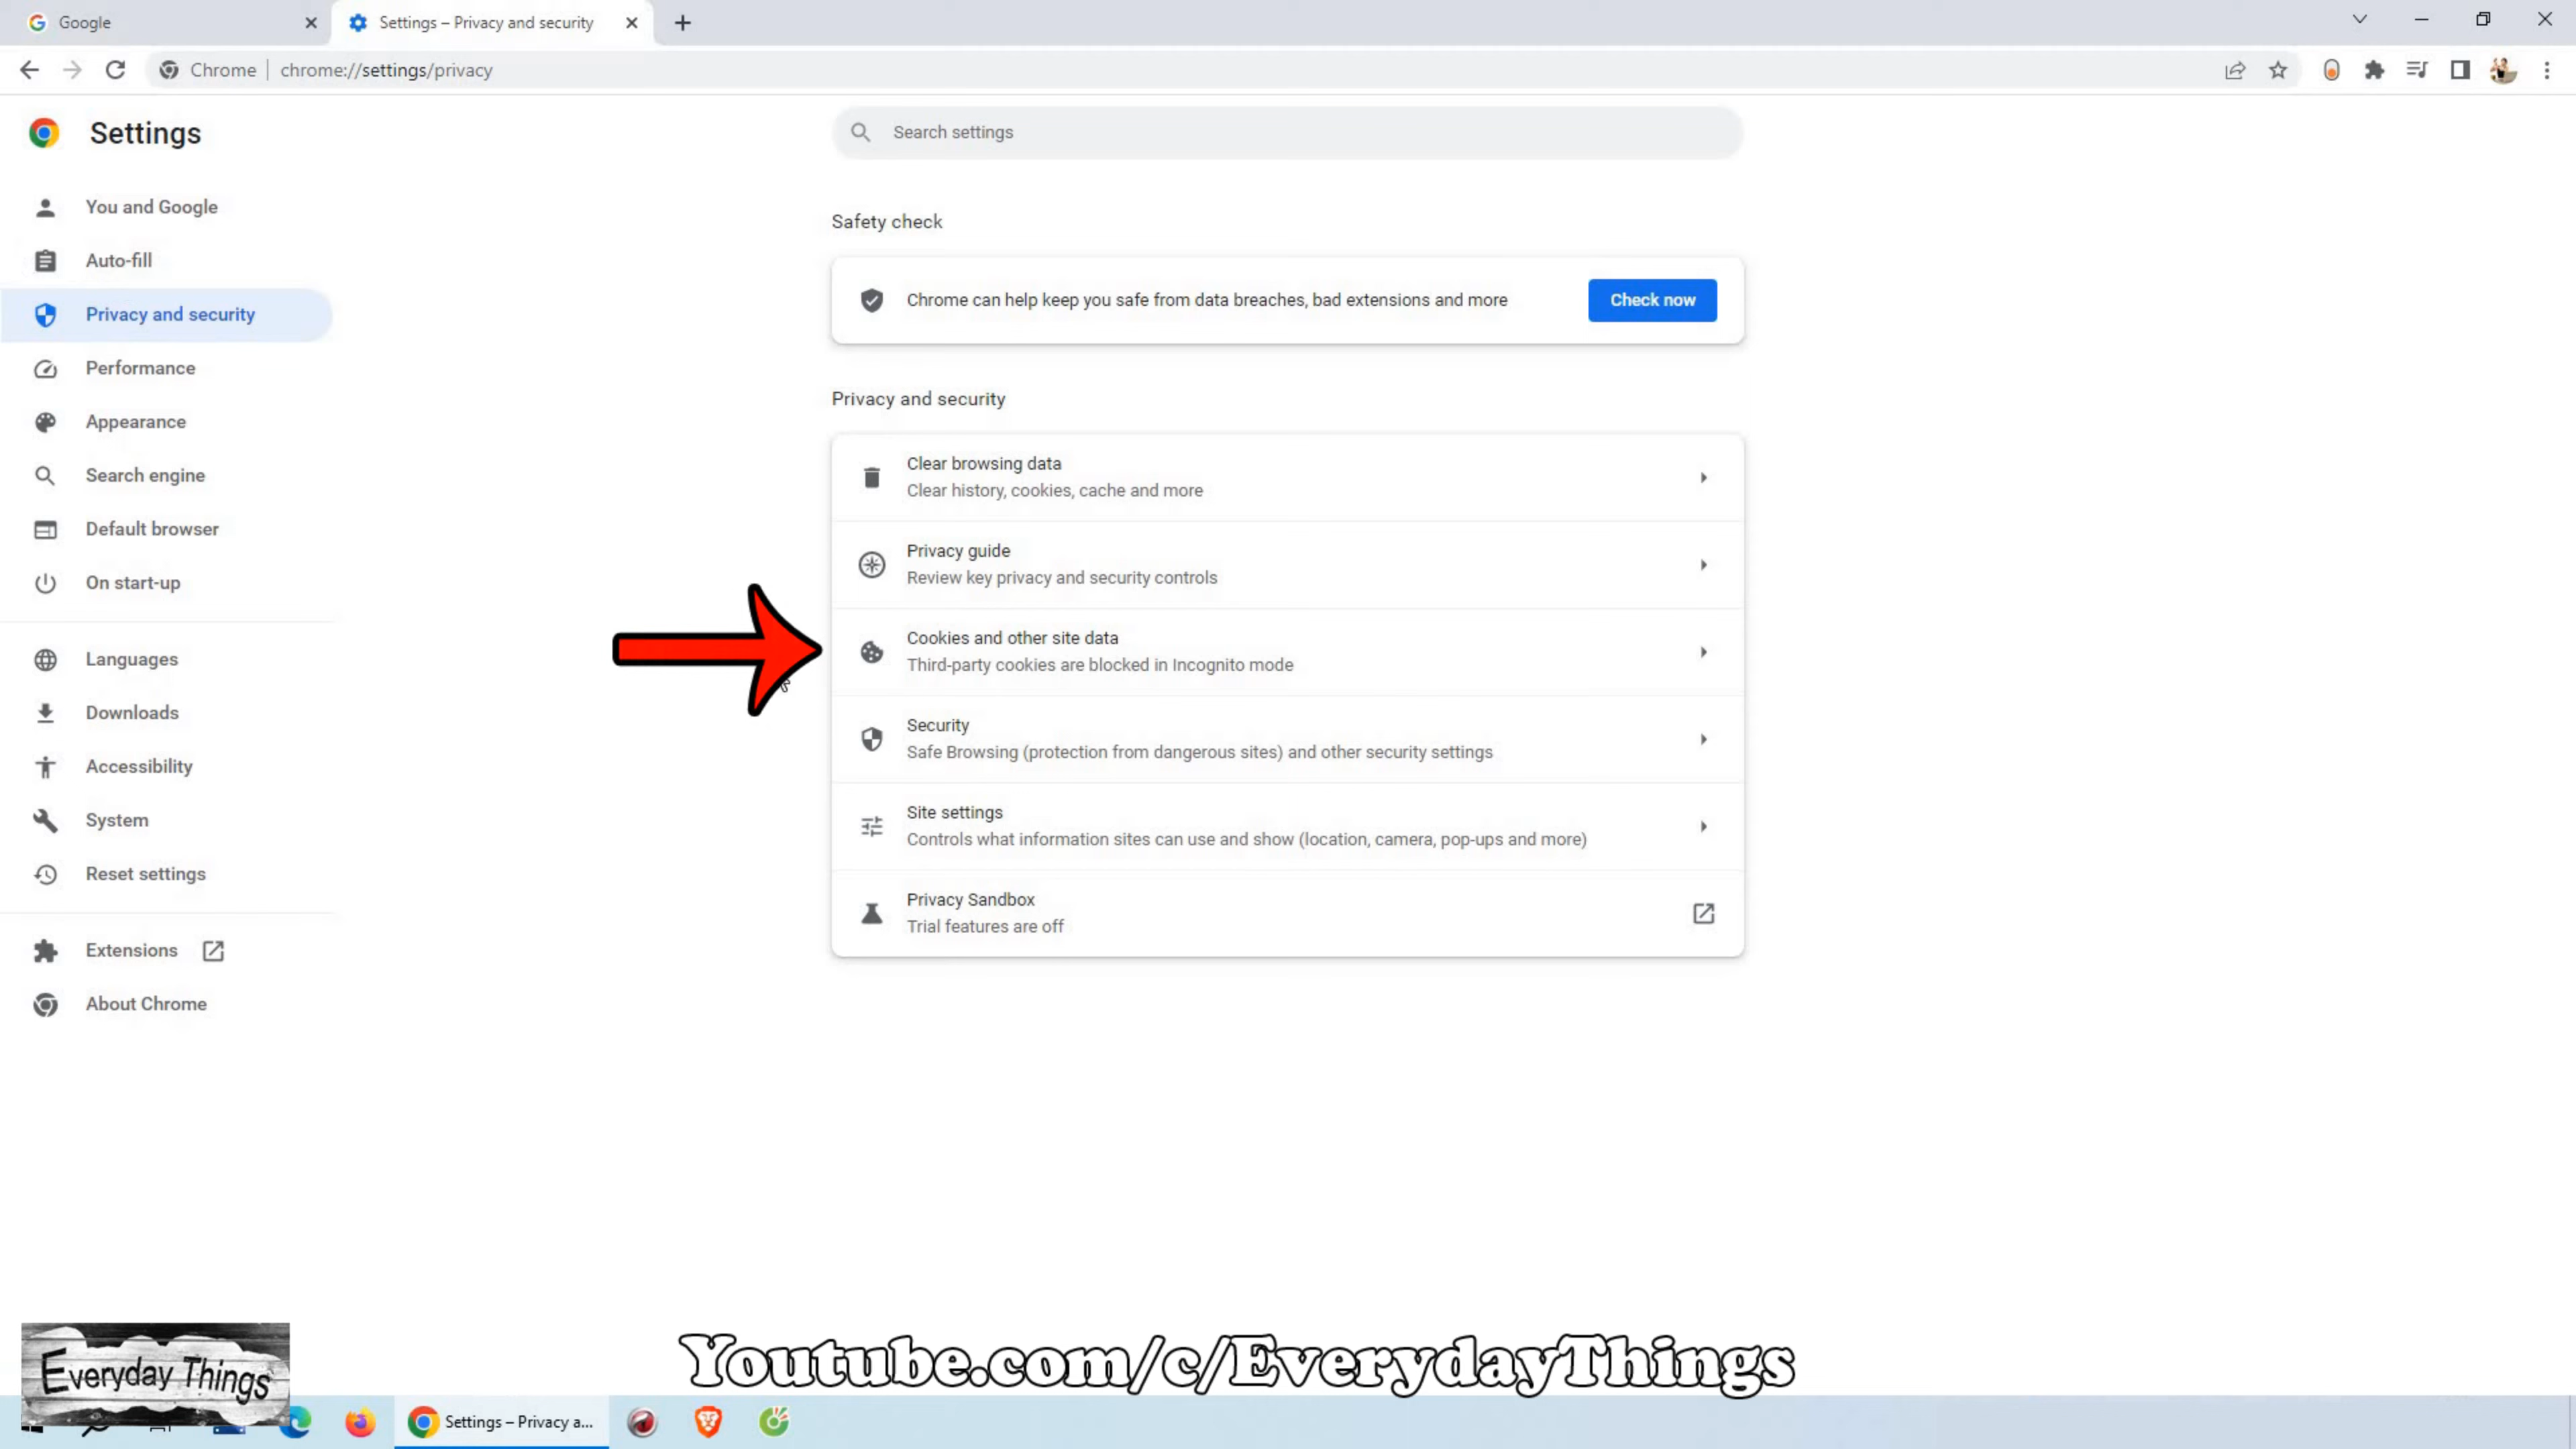 Google
Settings – Privacy and security
Chrome
chrome://settings/privacy
Settings
Search settings
You and Google
Auto-fill
Privacy and security
Performance
Appearance
Search engine
Default browser
On start-up
Languages
Downloads
Accessibility
System
Reset settings
Extensions
About Chrome
Safety check
Chrome can help keep you safe from data breaches, bad extensions and more
Check now
Privacy and security
Clear browsing data
Clear history, cookies, cache and more
Privacy guide
Review key privacy and security controls
Cookies and other site data
Third-party cookies are blocked in Incognito mode
Security
Safe Browsing (protection from dangerous sites) and other security settings
Site settings
Controls what information sites can use and show (location, camera, pop-ups and more)
Privacy Sandbox
Trial features are off
Everyday Things
Youtube.com/c/EverydayThings
Settings – Privacy a...